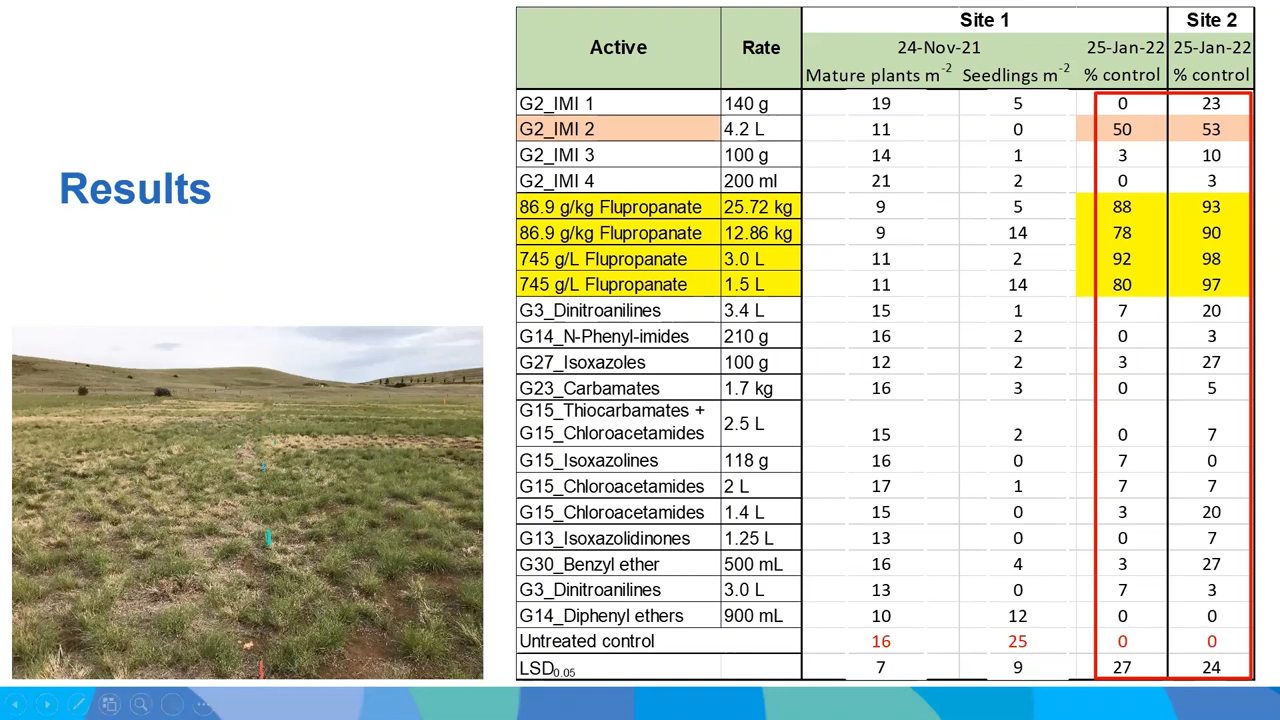 Results
Site 1 Site 2
Active Rate 24-Nov-21 25-Jan-22 25-Jan-22
Mature plants m-2 Seedlings m-2 % control % control
G2_IMI 1 140 g 19 5 0 23
G2_IMI 2 4.2 L 11 0 50 53
G2_IMI 3 100 g 14 1 3 10
G2_IMI 4 200 ml 21 2 0 3
86.9 g/kg Flupropanate 25.72 kg 9 5 88 93
86.9 g/kg Flupropanate 12.86 kg 9 14 78 90
745 g/L Flupropanate 3.0 L 11 2 92 98
745 g/L Flupropanate 1.5 L 11 14 80 97
G3_Dinitroanilines 3.4 L 15 1 7 20
G14_N-Phenyl-imides 210 g 16 2 0 3
G27_Isoxazoles 100 g 12 2 3 27
G23_Carbamates 1.7 kg 16 3 0 5
G15_Thiocarbamates +
G15_Chloroacetamides 2.5 L 15 2 0 7
G15_Isoxazolines 118 g 16 0 7 0
G15_Chloroacetamides 2 L 17 1 7 7
G15_Chloroacetamides 1.4 L 15 0 3 20
G13_Isoxazolidinones 1.25 L 13 0 0 7
G30_Benzyl ether 500 mL 16 4 3 27
G3_Dinitroanilines 3.0 L 13 0 7 3
G14_Diphenyl ethers 900 mL 10 12 0 0
Untreated control 16 25 0 0
LSD0.05 7 9 27 24